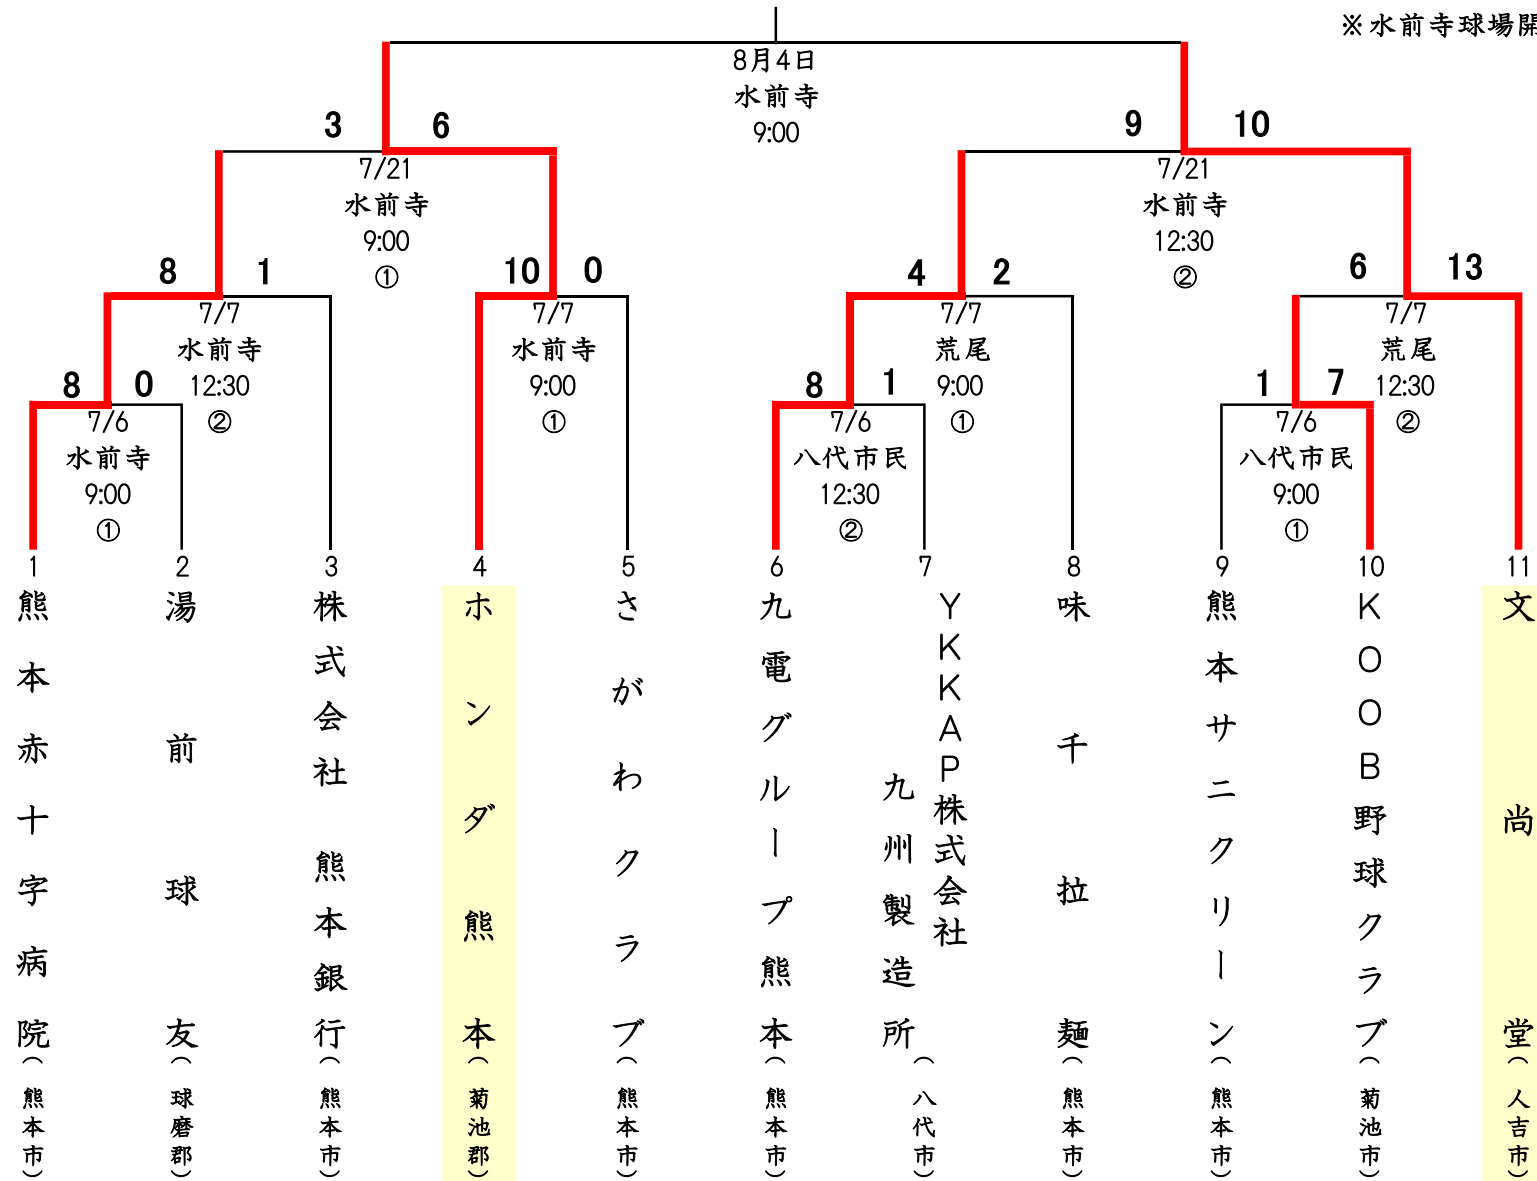 ※水前寺球場開
8月4日
水前寺
9:00
3 6
7/21
水前寺
9:00
①
9 10
7/21
水前寺
12:30
②
8 1
7/7
水前寺
12:30
②
10 0
7/7
水前寺
9:00
①
4 2
7/7
荒尾
9:00
①
6 13
7/7
荒尾
12:30
②
8 0
7/6
水前寺
9:00
①
8 1
7/6
八代市民
12:30
②
1 7
7/6
八代市民
9:00
①
1
熊本赤十字病院(熊本市)
2
湯前球友(球磨郡)
3
株式会社 熊本銀行(熊本市)
4
ホンダ熊本(菊池郡)
5
さがわクラブ(熊本市)
6
九電グループ熊本(熊本市)
7
YKKAP株式会社
九州製造所(八代市)
8
味千拉麺(熊本市)
9
熊本サニクリーン(熊本市)
10
KOOB野球クラブ(菊池市)
11
文尚堂(人吉市)